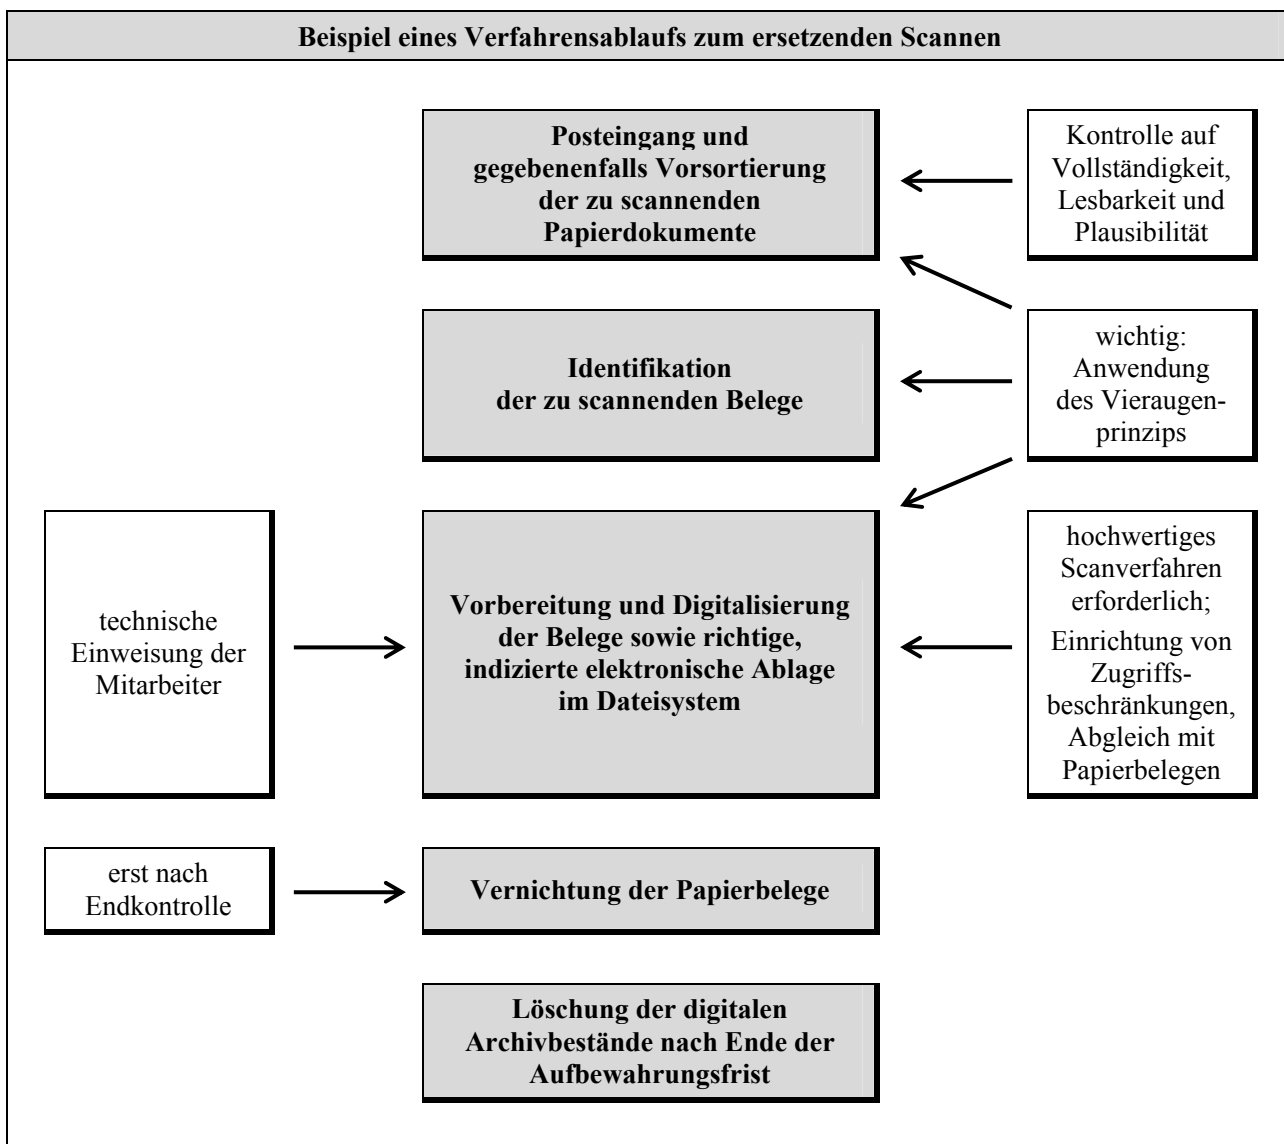 Beispiel eines Verfahrensablaufs zum ersetzenden Scannen
Posteingang und
gegebenenfalls Vorsortierung
der zu scannenden
Papierdokumente
Kontrolle auf
Vollständigkeit,
Lesbarkeit und
Plausibilität
Identifikation
der zu scannenden Belege
wichtig:
Anwendung
des Vieraugen-
prinzips
technische
Einweisung der
Mitarbeiter
Vorbereitung und Digitalisierung
der Belege sowie richtige,
indizierte elektronische Ablage
im Dateisystem
hochwertiges
Scanverfahren
erforderlich;
Einrichtung von
Zugriffs-
beschränkungen,
Abgleich mit
Papierbelegen
erst nach
Endkontrolle
Vernichtung der Papierbelege
Löschung der digitalen
Archivbestände nach Ende der
Aufbewahrungsfrist